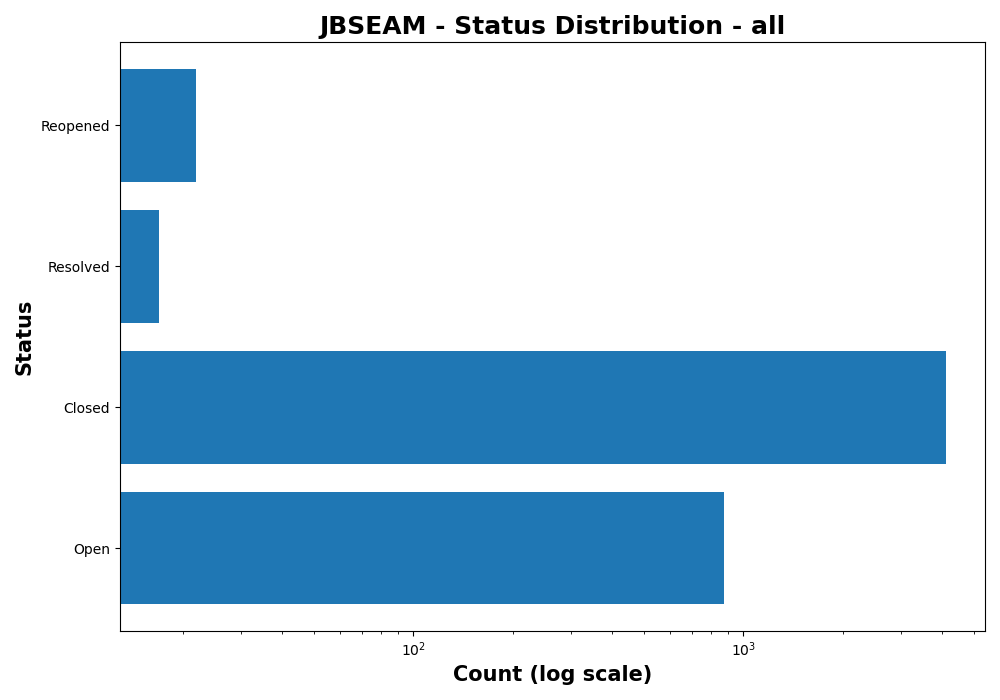 JBSEAM - Status Distribution - all
Status
Reopened
Resolved
Closed
Open
10²
10³
Count (log scale)